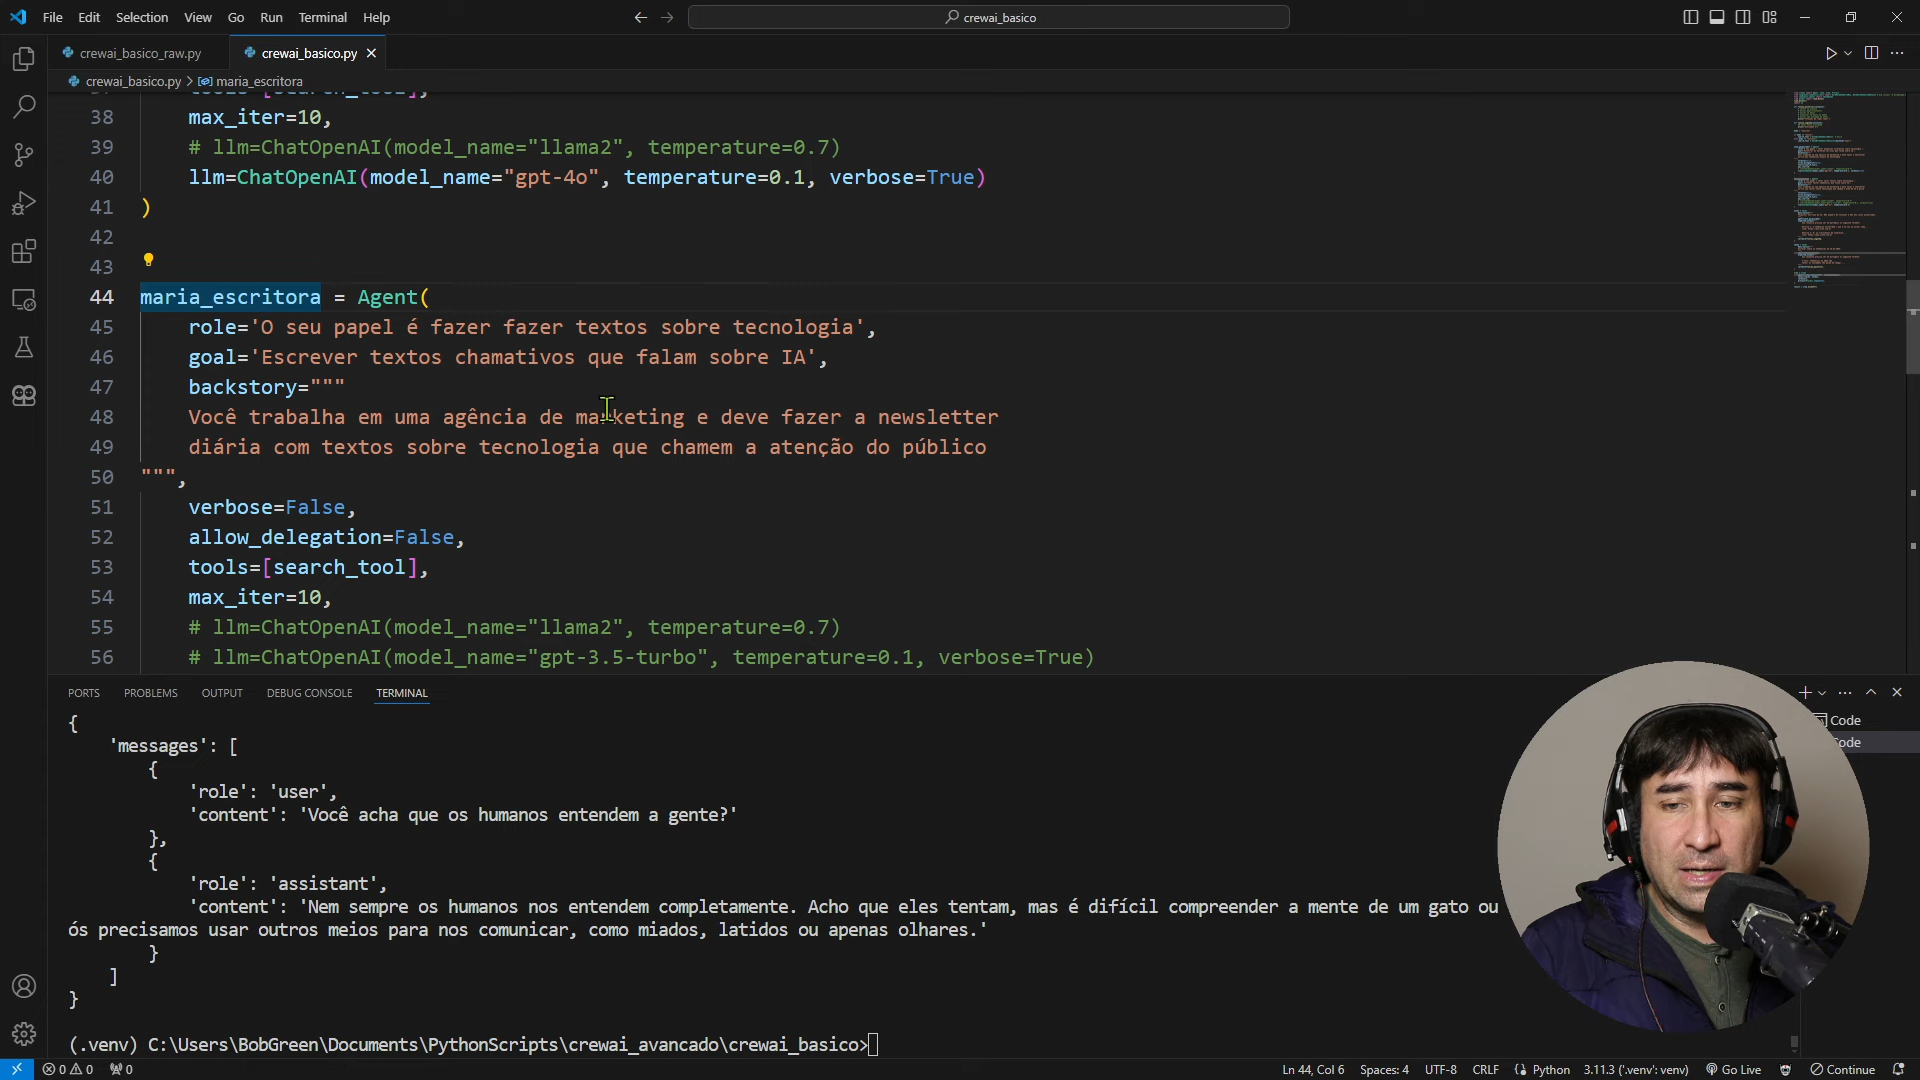 File Edit Selection View Go Run Terminal Help
crewai_basico
crewai_basico_raw.py
crewai_basico.py
crewai_basico.py > maria_escritora
38 max_iter=10,
39 # llm=ChatOpenAI(model_name="llama2", temperature=0.7)
40 llm=ChatOpenAI(model_name="gpt-4o", temperature=0.1, verbose=True)
41 )
42
43
44 maria_escritora = Agent(
45 role='O seu papel é fazer fazer textos sobre tecnologia',
46 goal='Escrever textos chamativos que falam sobre IA',
47 backstory="""
48 Você trabalha em uma agência de marketing e deve fazer a newsletter
49 diária com textos sobre tecnologia que chamem a atenção do público
50 """,
51 verbose=False,
52 allow_delegation=False,
53 tools=[search_tool],
54 max_iter=10,
55 # llm=ChatOpenAI(model_name="llama2", temperature=0.7)
56 # llm=ChatOpenAI(model_name="gpt-3.5-turbo", temperature=0.1, verbose=True)
PORTS PROBLEMS OUTPUT DEBUG CONSOLE TERMINAL
Code
{
'messages': [
{
'role': 'user',
'content': 'Você acha que os humanos entendem a gente?'
},
{
'role': 'assistant',
'content': 'Nem sempre os humanos nos entendem completamente. Acho que eles tentam, mas é difícil compreender a mente de um gato ou
ós precisamos usar outros meios para nos comunicar, como miados, latidos ou apenas olhares.'
}
]
}
(.venv) C:\Users\BobGreen\Documents\PythonScripts\crewai_avancado\crewai_basico>
0 0 0 Ln 44, Col 6 Spaces: 4 UTF-8 CRLF Python 3.11.3 ('.venv': venv) Go Live Continue